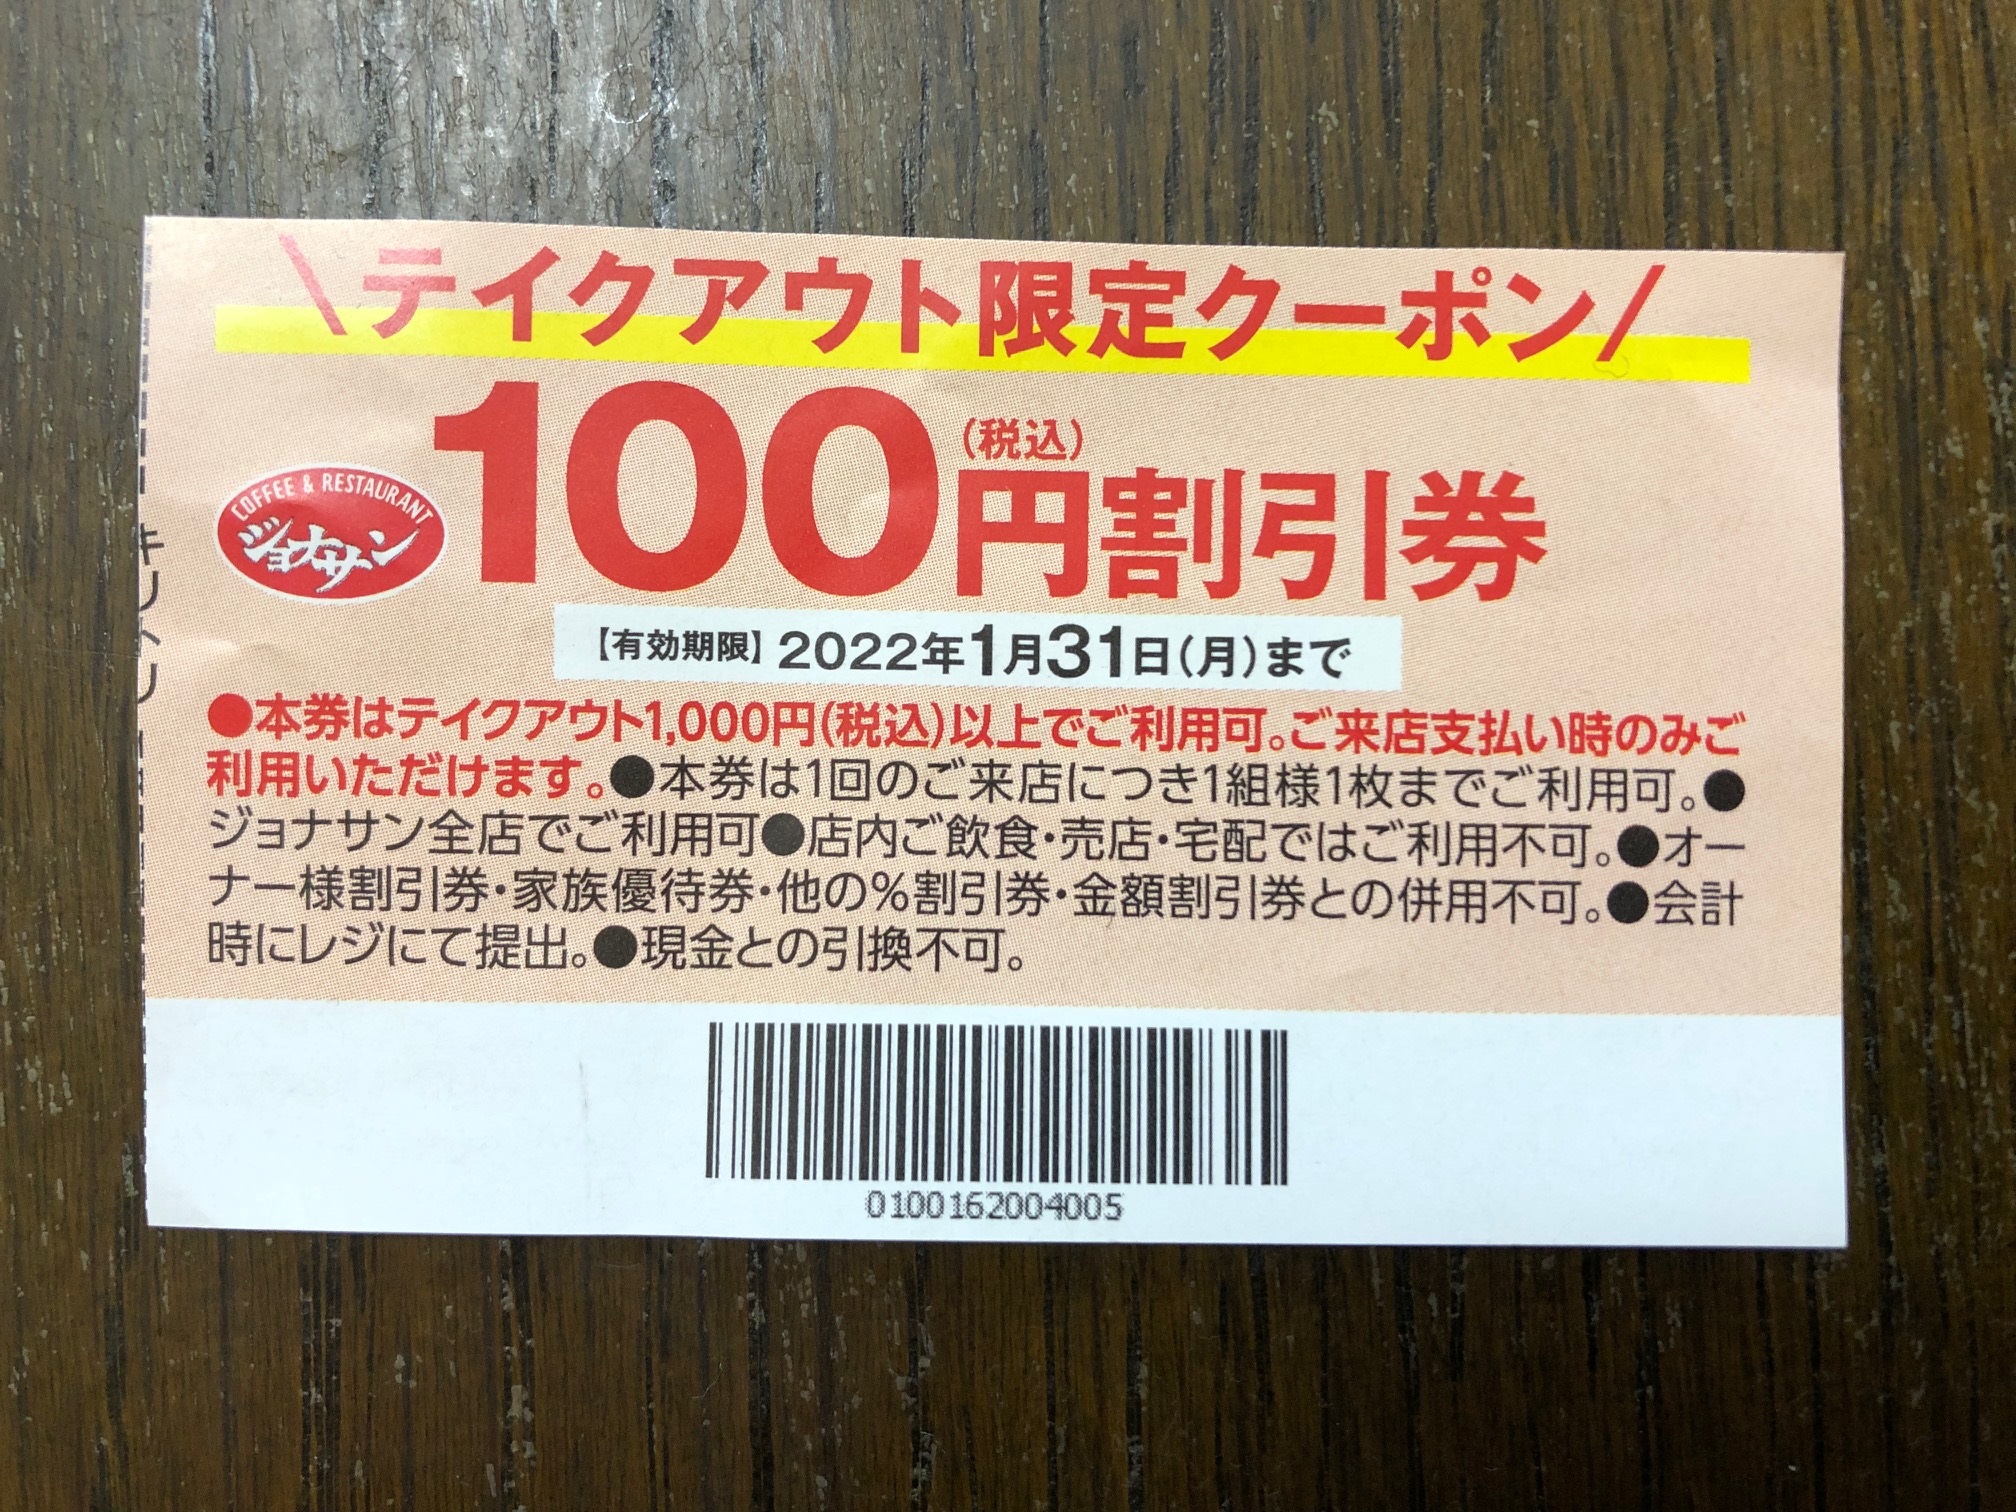 \テイクアウト限定クーポン/
(税込)
100円割引券
COFFEE & RESTAURANT
ジョナサン
【有効期限】2022年1月31日(月)まで
●本券はテイクアウト1,000円(税込)以上でご利用可。ご来店支払い時のみご
利用いただけます。●本券は1回のご来店につき1組様1枚までご利用可。●
ジョナサン全店でご利用可●店内ご飲食・売店・宅配ではご利用不可。●オー
ナー様割引券・家族優待券・他の%割引券・金額割引券との併用不可。●会計
時にレジにて提出。●現金との引換不可。
キリトリ
0100162004005